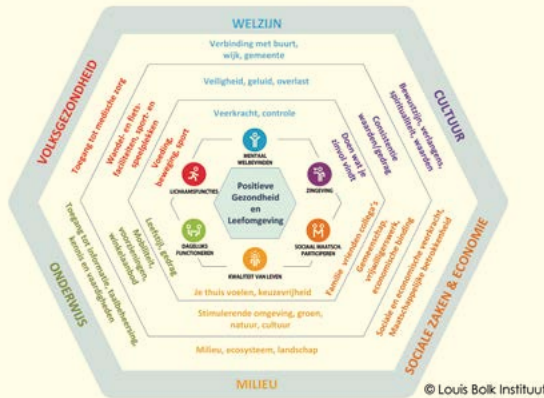 WELZIJN
Verbinding met buurt,
wijk, gemeente
Veiligheid, geluid, overlast
Veerkracht, controle
MENTAAL
WELBEVINDEN
CULTUUR
Bewustzijn, verlangens,
spiritualiteit, waarden
Consistentie
waarden/gedrag
Doen wat je
zinvol vindt
ZINGEVING
SOCIALE ZAKEN & ECONOMIE
Sociale en economische veerkracht,
Maatschappelijke betrokkenheid
Gemeenschap,
vrijwilligerswerk,
economische binding
Familie vrienden collega's
SOCIAAL MAATSCH.
PARTICIPEREN
KWALITEIT VAN LEVEN
Je thuis voelen, keuzevrijheid
Stimulerende omgeving, groen,
natuur, cultuur
Milieu, ecosysteem, landschap
MILIEU
ONDERWIJS
Toegang tot informatie, taalbeheersing,
kennis en vaardigheden
Mobiliteit,
voorzieningen,
winkelaanbod
Leefstijl, gedrag
DAGELIJKS
FUNCTIONEREN
VOLKSGEZONDHEID
Toegang tot medische zorg
Wandel- en fiets-
faciliteiten, sport- en
speelplekken
Voeding,
beweging, sport
LICHAAMSFUNCTIES
Positieve
Gezondheid
en
Leefomgeving
© Louis Bolk Instituut